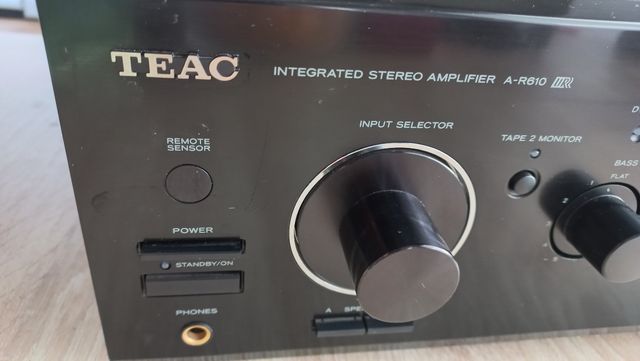 TEAC
INTEGRATED STEREO AMPLIFIER A-R610
INPUT SELECTOR
TAPE 2 MONITOR
REMOTE
SENSOR
BASS
FLAT
POWER
STANDBY/ON
PHONES
A